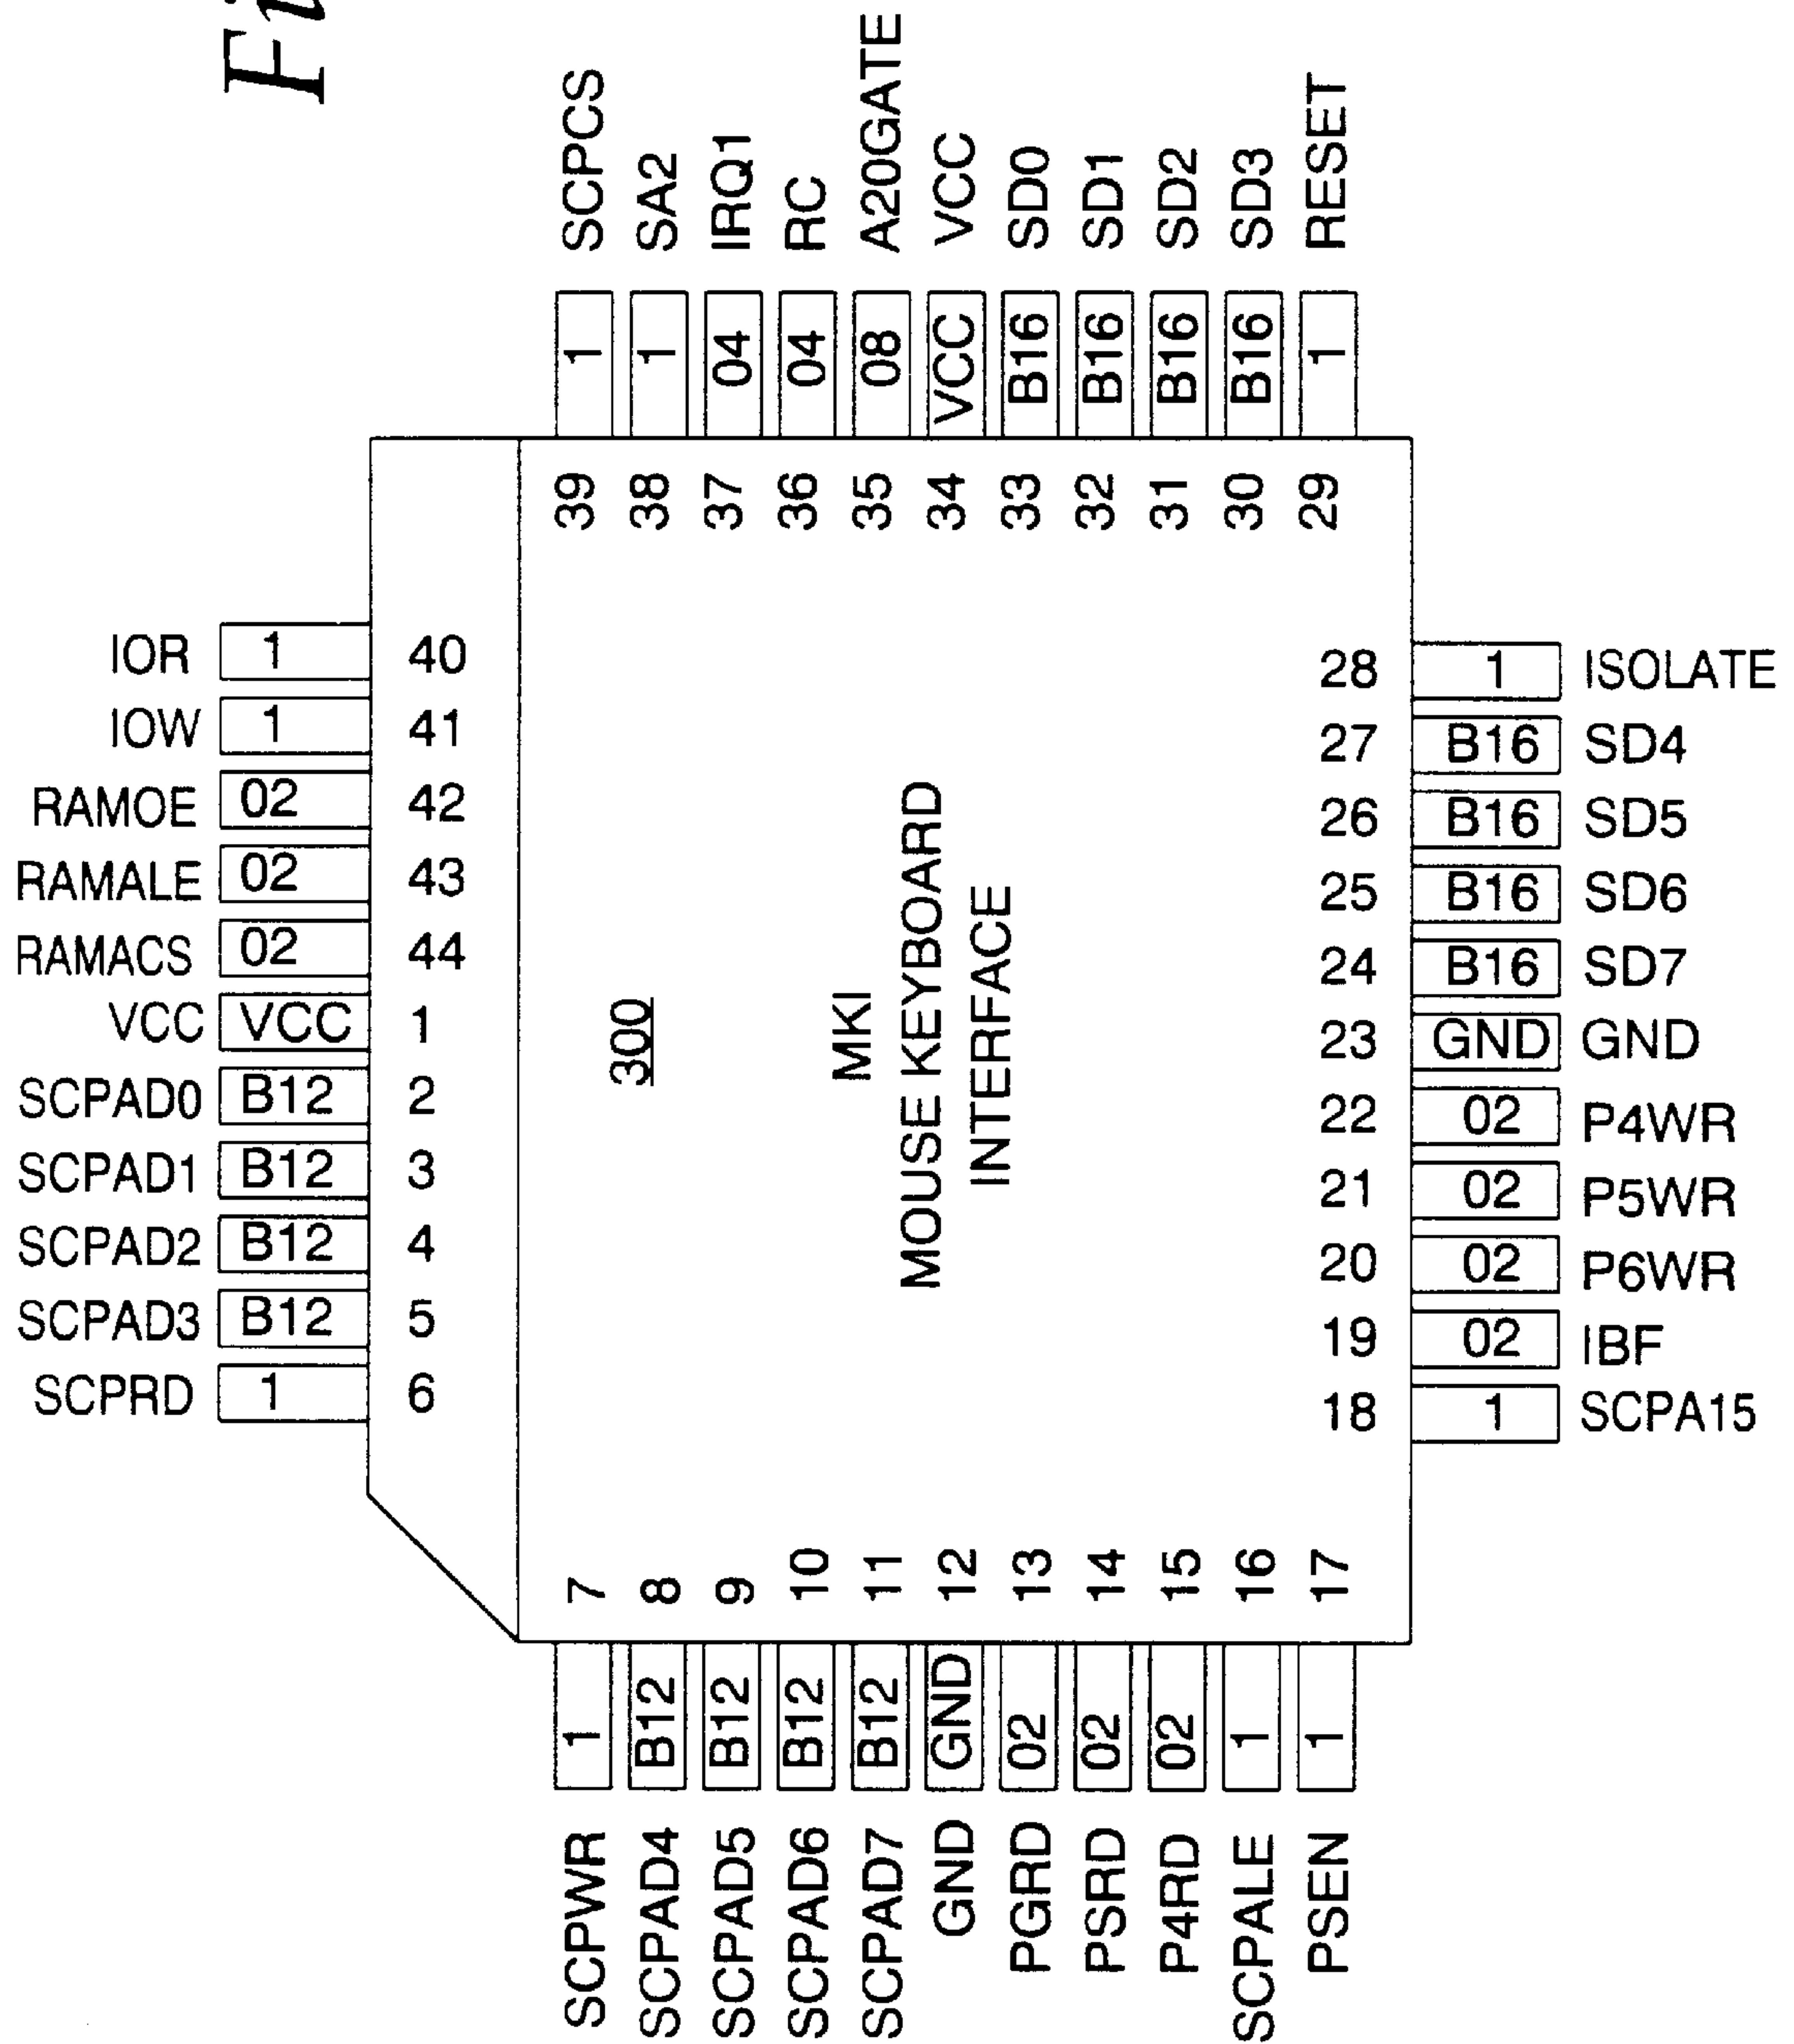 Fi
SCPCS
SA2
IRQ1
RC
A20GATE
VCC
SD0
SD1
SD2
SD3
RESET
1
1
04
04
08
VCC
B16
B16
B16
B16
1
39
38
37
36
35
34
33
32
31
30
29
IOR 1 40
IOW 1 41
RAMOE 02 42
RAMALE 02 43
RAMACS 02 44
VCC VCC 1
SCPAD0 B12 2
SCPAD1 B12 3
SCPAD2 B12 4
SCPAD3 B12 5
SCPRD 1 6
300
MKI
MOUSE KEYBOARD
INTERFACE
28 1 ISOLATE
27 B16 SD4
26 B16 SD5
25 B16 SD6
24 B16 SD7
23 GND GND
22 02 P4WR
21 02 P5WR
20 02 P6WR
19 02 IBF
18 1 SCPA15
7
8
9
10
11
12
13
14
15
16
17
1
B12
B12
B12
B12
GND
02
02
02
1
1
SCPWR
SCPAD4
SCPAD5
SCPAD6
SCPAD7
GND
PGRD
PSRD
P4RD
SCPALE
PSEN